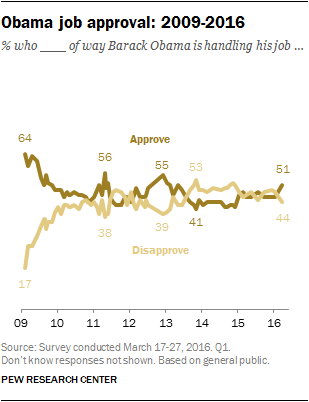 Obama job approval: 2009-2016
% who ____ of way Barack Obama is handling his job ...
64
Approve
56
55
53
51
38
39
41
44
Disapprove
17
09 10 11 12 13 14 15 16
Source: Survey conducted March 17-27, 2016. Q1.
Don't know responses not shown. Based on general public.
PEW RESEARCH CENTER